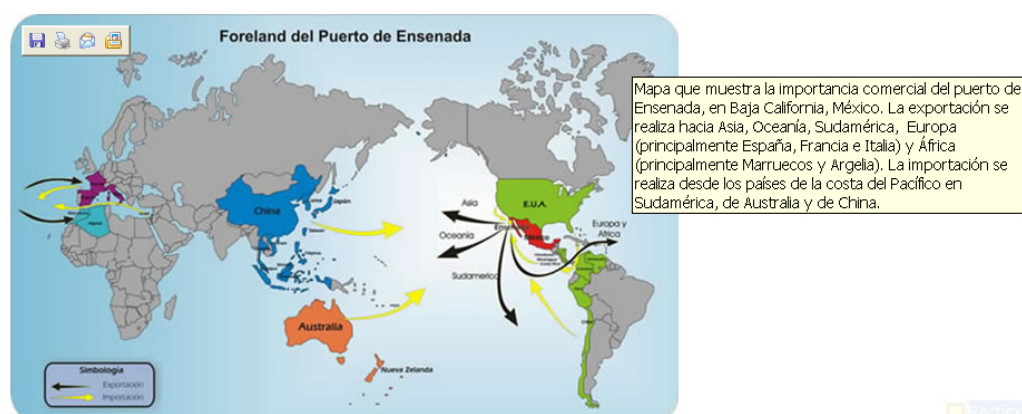 Foreland del Puerto de Ensenada
Mapa que muestra la importancia comercial del puerto de
Ensenada, en Baja California, México. La exportación se
realiza hacia Asia, Oceanía, Sudamérica, Europa
(principalmente España, Francia e Italia) y África
(principalmente Marruecos y Argelia). La importación se
realiza desde los países de la costa del Pacífico en
Sudamérica, de Australia y de China.
Japón
China
E.U.A.
Asia
Oceanía
Europa y
África
México
Sudamerica
Australia
Nueva Zelanda
Simbología
Exportación
Importación